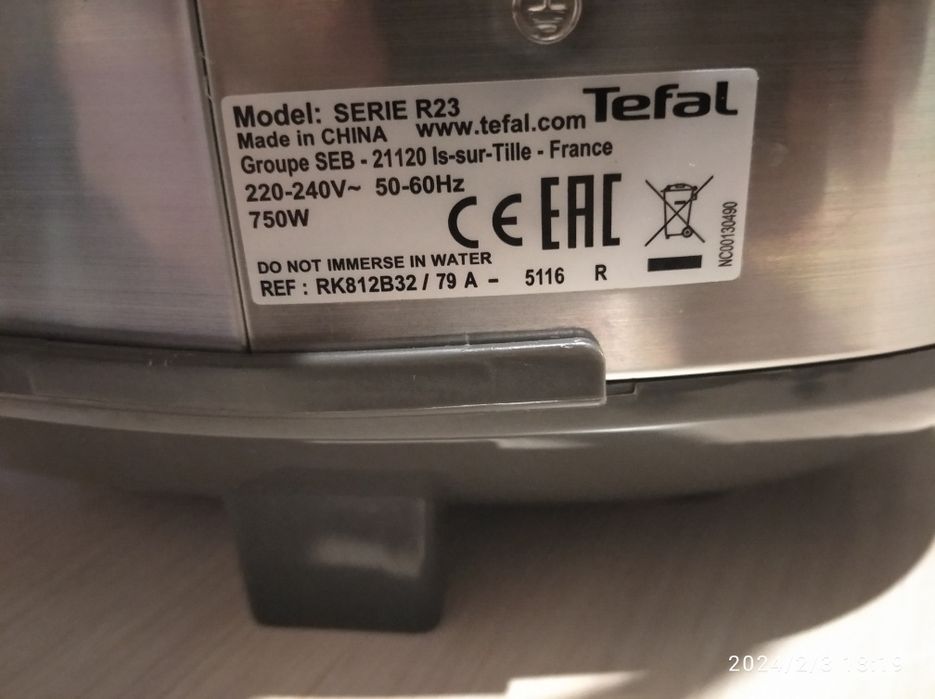 Model: SERIE R23
Tefal
Made in CHINA www.tefal.com
Groupe SEB - 21120 Is-sur-Tille - France
220-240V~ 50-60Hz
750W
CE EAC
NC00130490
DO NOT IMMERSE IN WATER
REF : RK812B32 / 79 A - 5116 R
2024/2/3 18:19